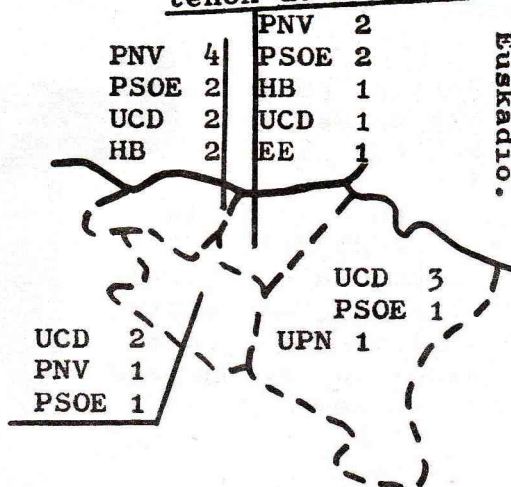 PNV 4
PSOE 2
UCD 2
HB 2
PNV 2
PSOE 2
HB 1
UCD 1
EE 1
Euskadio.
UCD 3
PSOE 1
UPN 1
UCD 2
PNV 1
PSOE 1